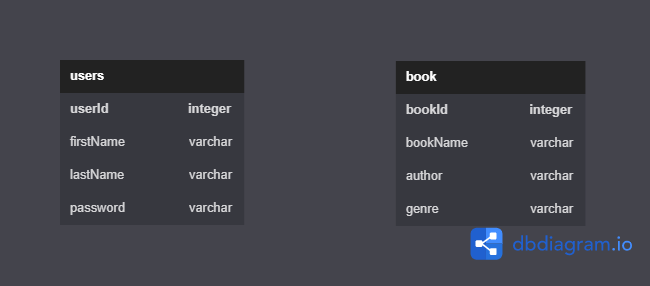 users
userId integer
firstName varchar
lastName varchar
password varchar
book
bookId integer
bookName varchar
author varchar
genre varchar
dbdiagram.io